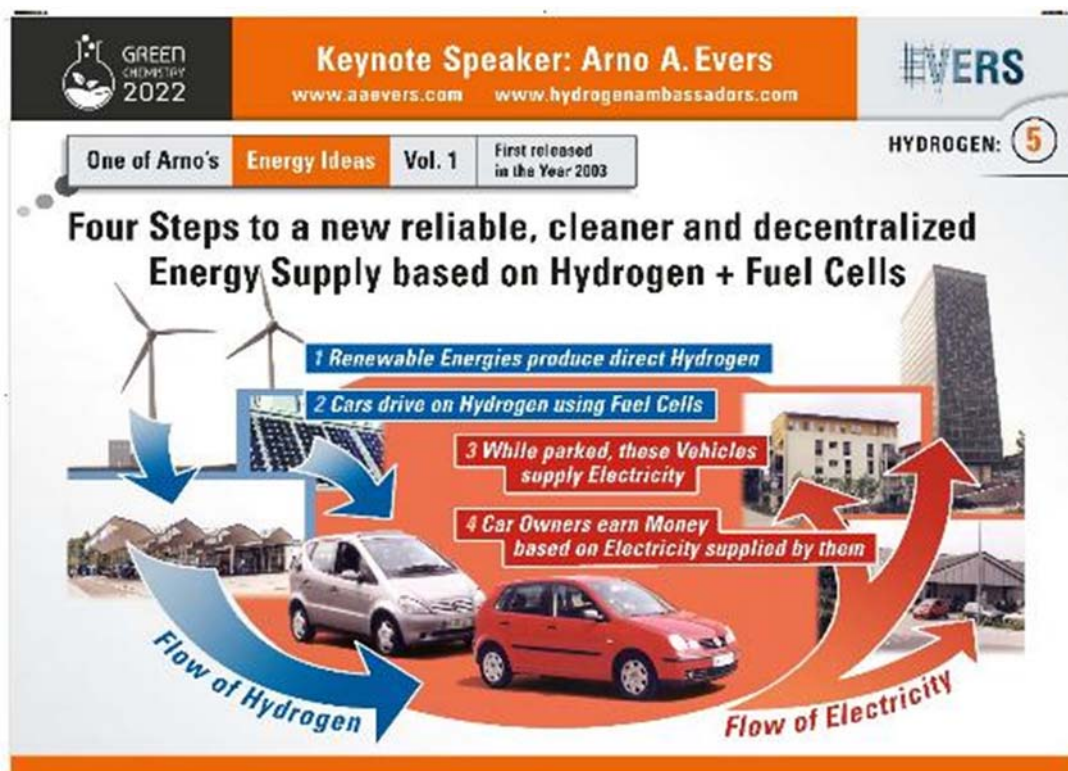 GREEN
CHEMISTRY
2022
Keynote Speaker: Arno A. Evers
www.aaevers.com www.hydrogenambassadors.com
EVERS
HYDROGEN: 5
One of Arno's Energy Ideas Vol. 1 First released
in the Year 2003
Four Steps to a new reliable, cleaner and decentralized
Energy Supply based on Hydrogen + Fuel Cells
1 Renewable Energies produce direct Hydrogen
2 Cars drive on Hydrogen using Fuel Cells
3 While parked, these Vehicles
supply Electricity
4 Car Owners earn Money
based on Electricity supplied by them
Flow of Hydrogen
Flow of Electricity